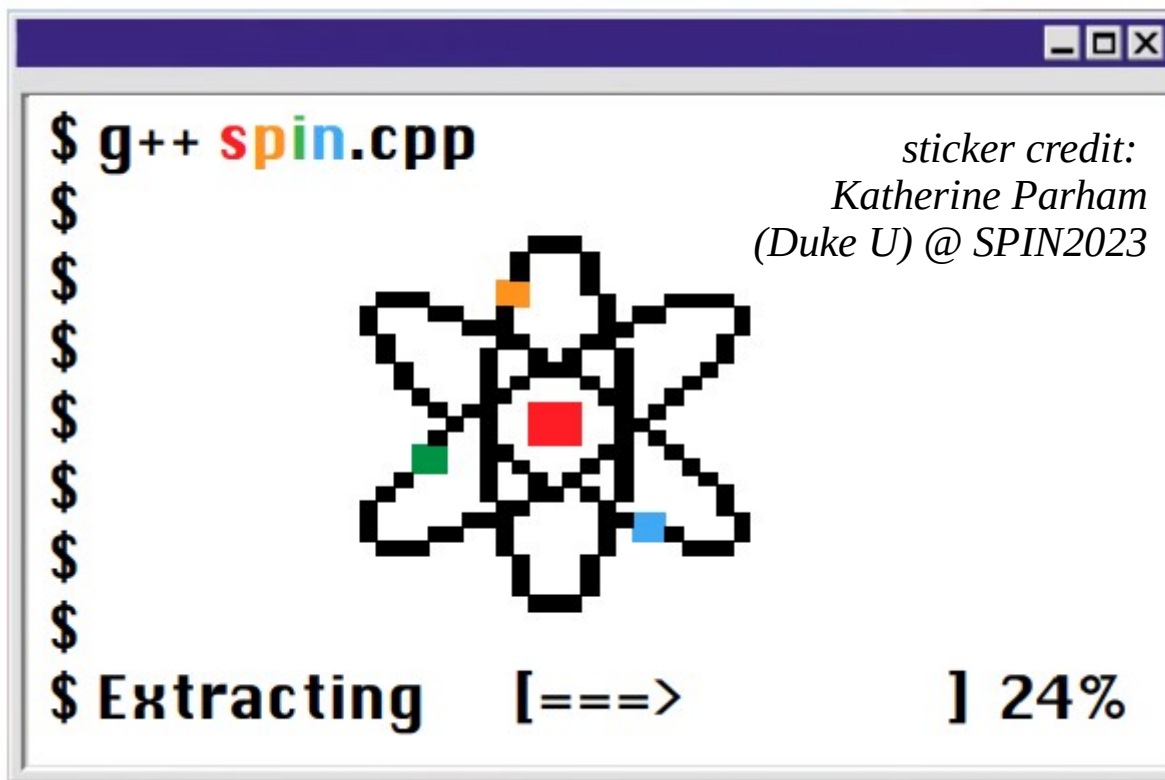 $ g++ spin.cpp
sticker credit:
Katherine Parham
(Duke U) @ SPIN2023
$
$
$
$
$
$
$
$ Extracting [===> ] 24%